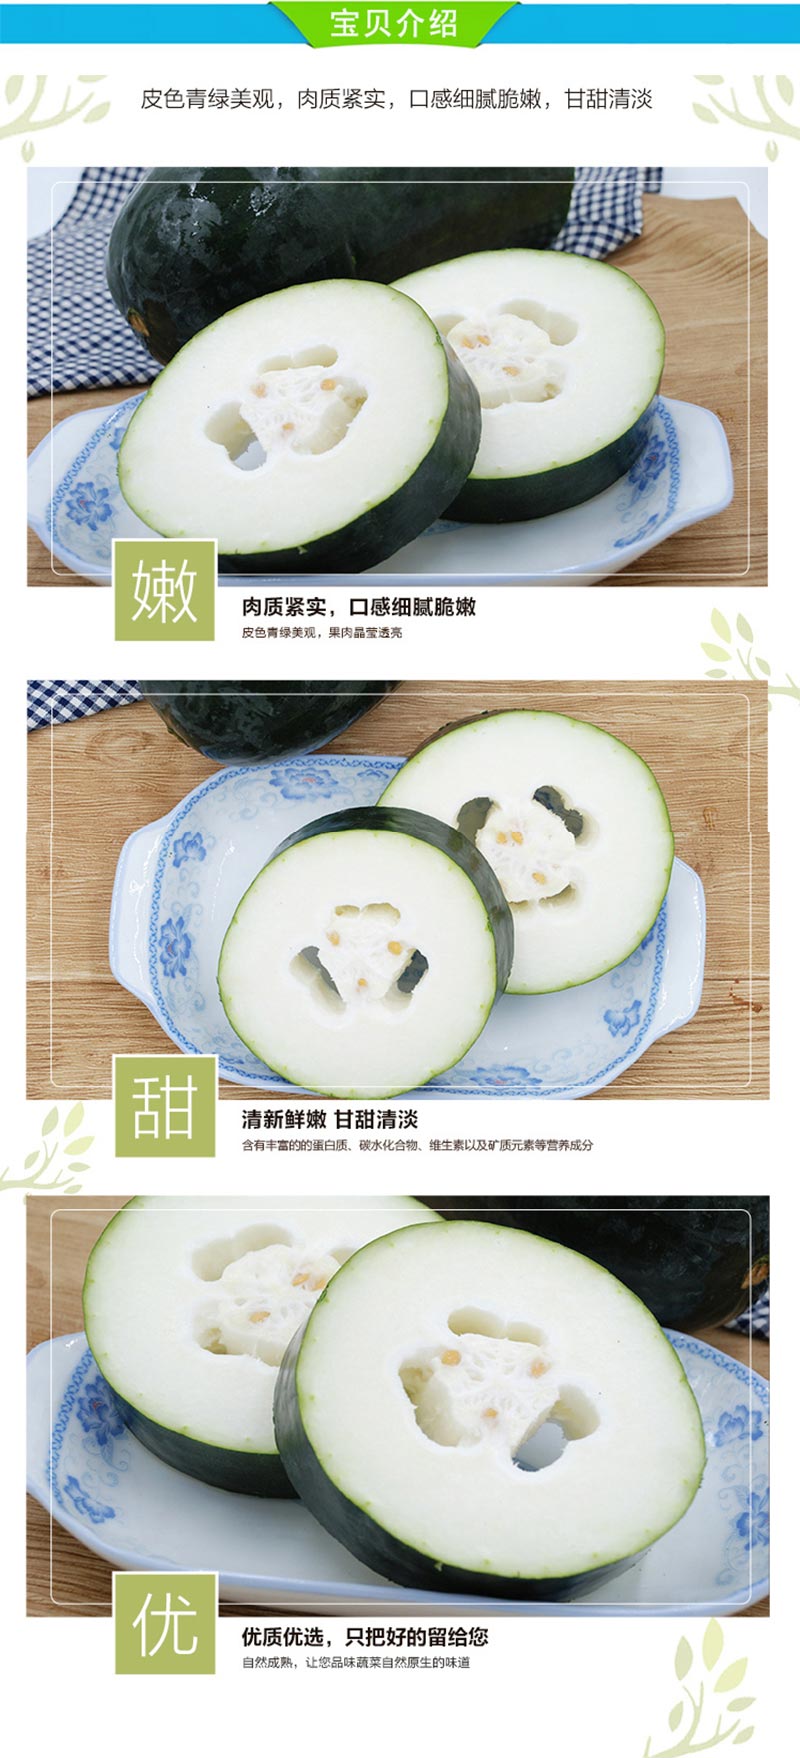 宝贝介绍
皮色青绿美观，肉质紧实，口感细腻脆嫩，甘甜清淡
嫩
肉质紧实，口感细腻脆嫩
皮色青绿美观，果肉晶莹透亮
甜
清新鲜嫩 甘甜清淡
含有丰富的的蛋白质、碳水化合物、维生素以及矿质元素等营养成分
优
优质优选，只把好的留给您
自然成熟，让您品味蔬菜自然原生的味道